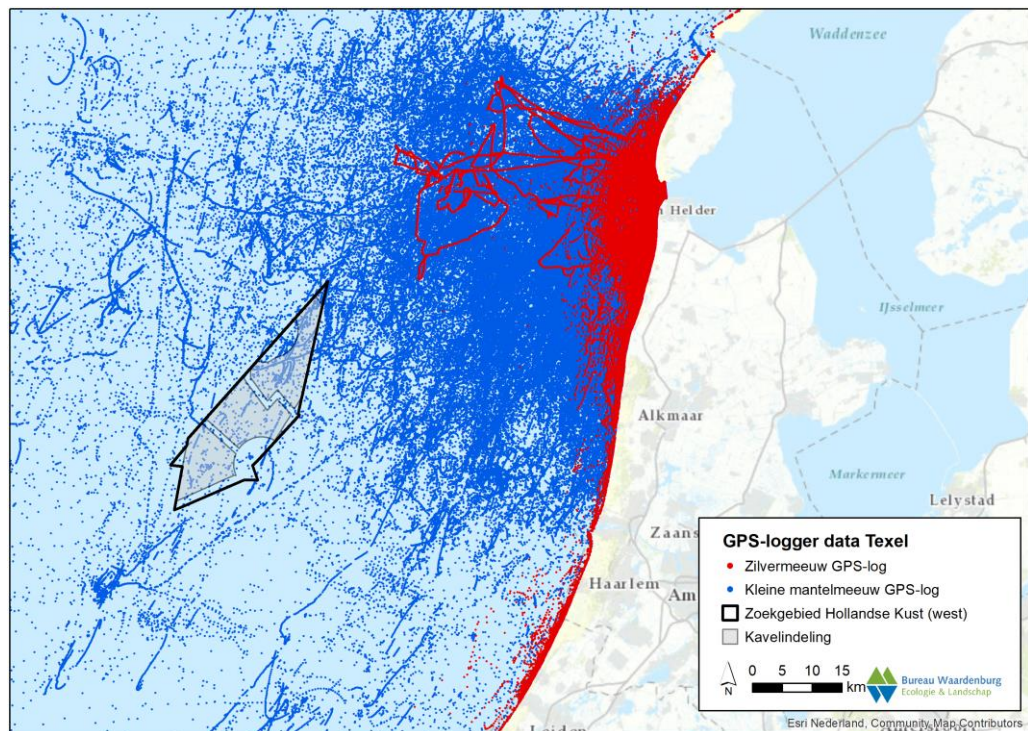 Waddenzee
n Helder
IJsselmeer
Alkmaar
Markermeer
Lelystad
Zaans
Haarlem
Am
Leiden
GPS-logger data Texel
Zilvermeeuw GPS-log
Kleine mantelmeeuw GPS-log
Zoekgebied Hollandse Kust (west)
Kavelindeling
N
0 5 10 15
km
Bureau Waardenburg
Ecologie & Landschap
Esri Nederland, Community Map Contributors